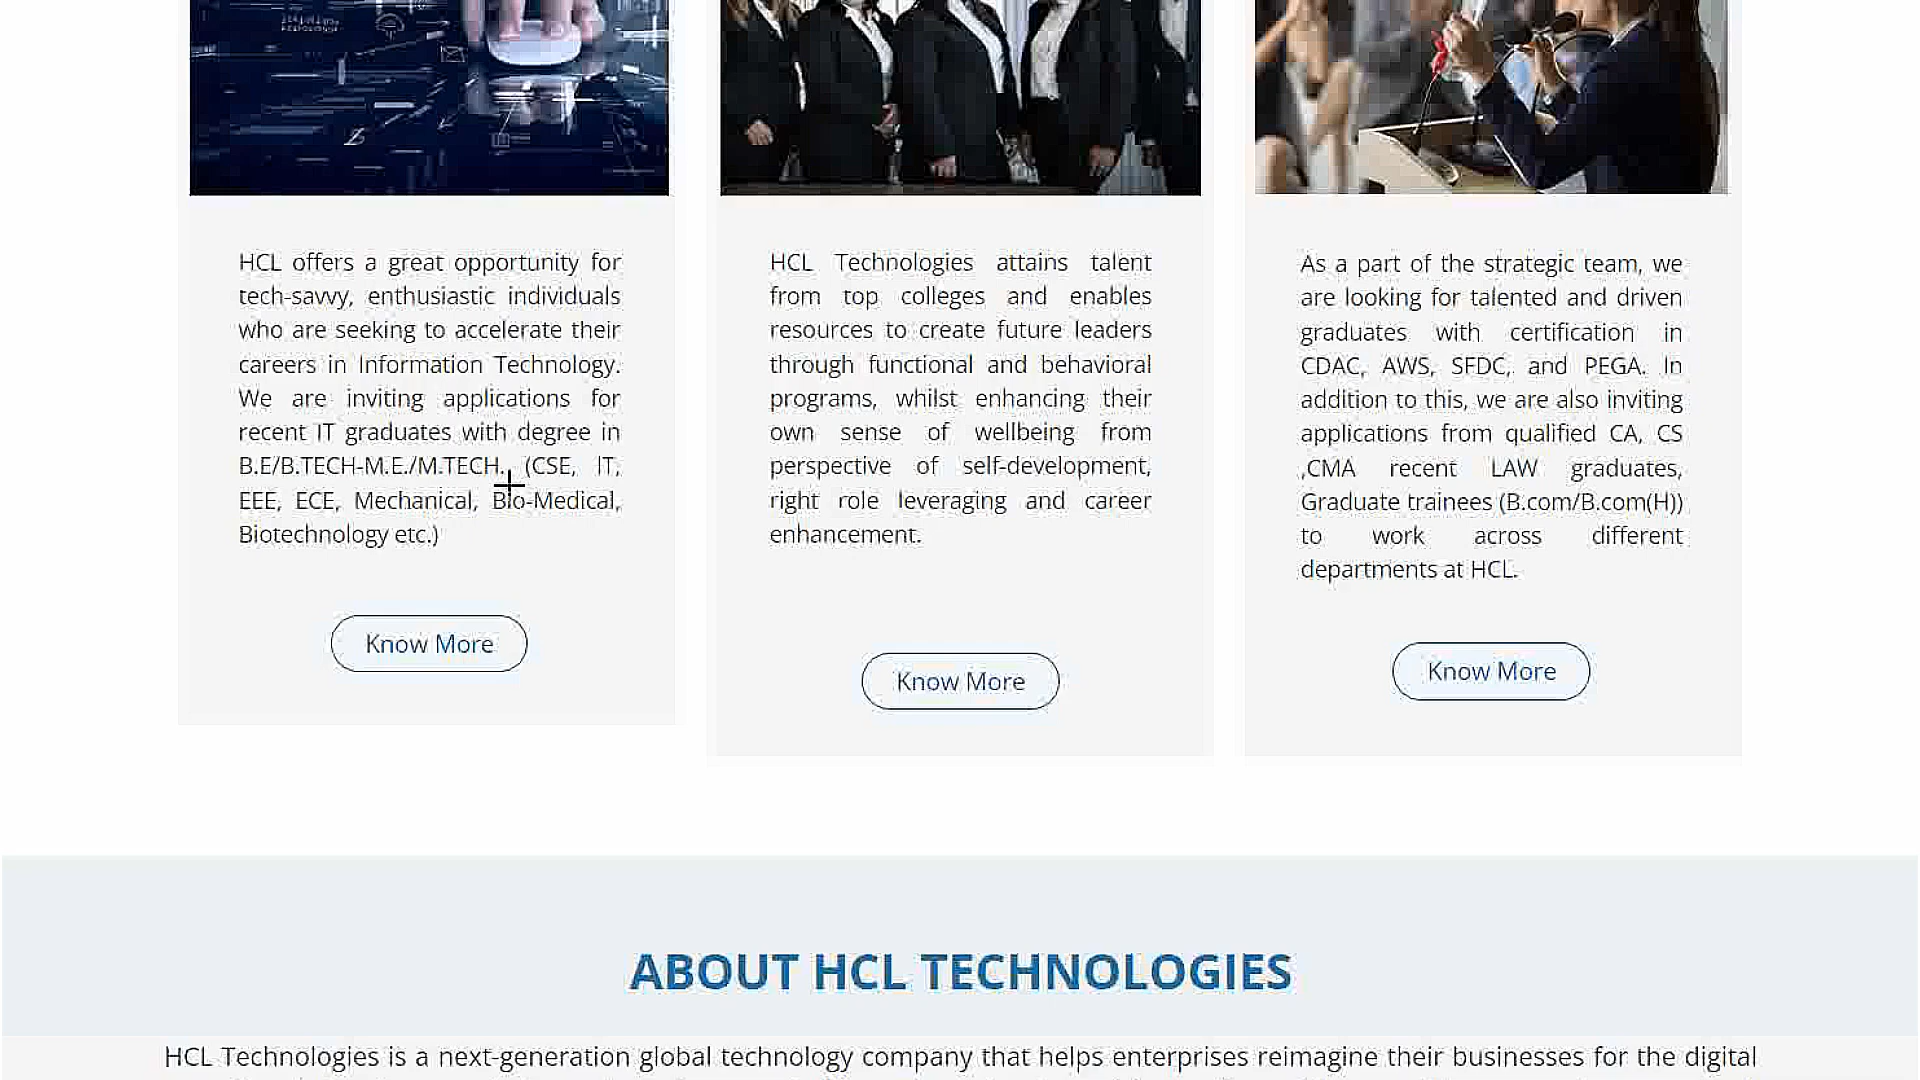 HCL offers a great opportunity for
tech-savvy, enthusiastic individuals
who are seeking to accelerate their
careers in Information Technology.
We are inviting applications for
recent IT graduates with degree in
B.E/B.TECH-M.E./M.TECH. (CSE, IT,
EEE, ECE, Mechanical, Bio-Medical,
Biotechnology etc.)
Know More
HCL Technologies attains talent
from top colleges and enables
resources to create future leaders
through functional and behavioral
programs, whilst enhancing their
own sense of wellbeing from
perspective of self-development,
right role leveraging and career
enhancement.
Know More
As a part of the strategic team, we
are looking for talented and driven
graduates with certification in
CDAC, AWS, SFDC, and PEGA. In
addition to this, we are also inviting
applications from qualified CA, CS
,CMA recent LAW graduates,
Graduate trainees (B.com/B.com(H))
to work across different
departments at HCL.
Know More
ABOUT HCL TECHNOLOGIES
HCL Technologies is a next-generation global technology company that helps enterprises reimagine their businesses for the digital